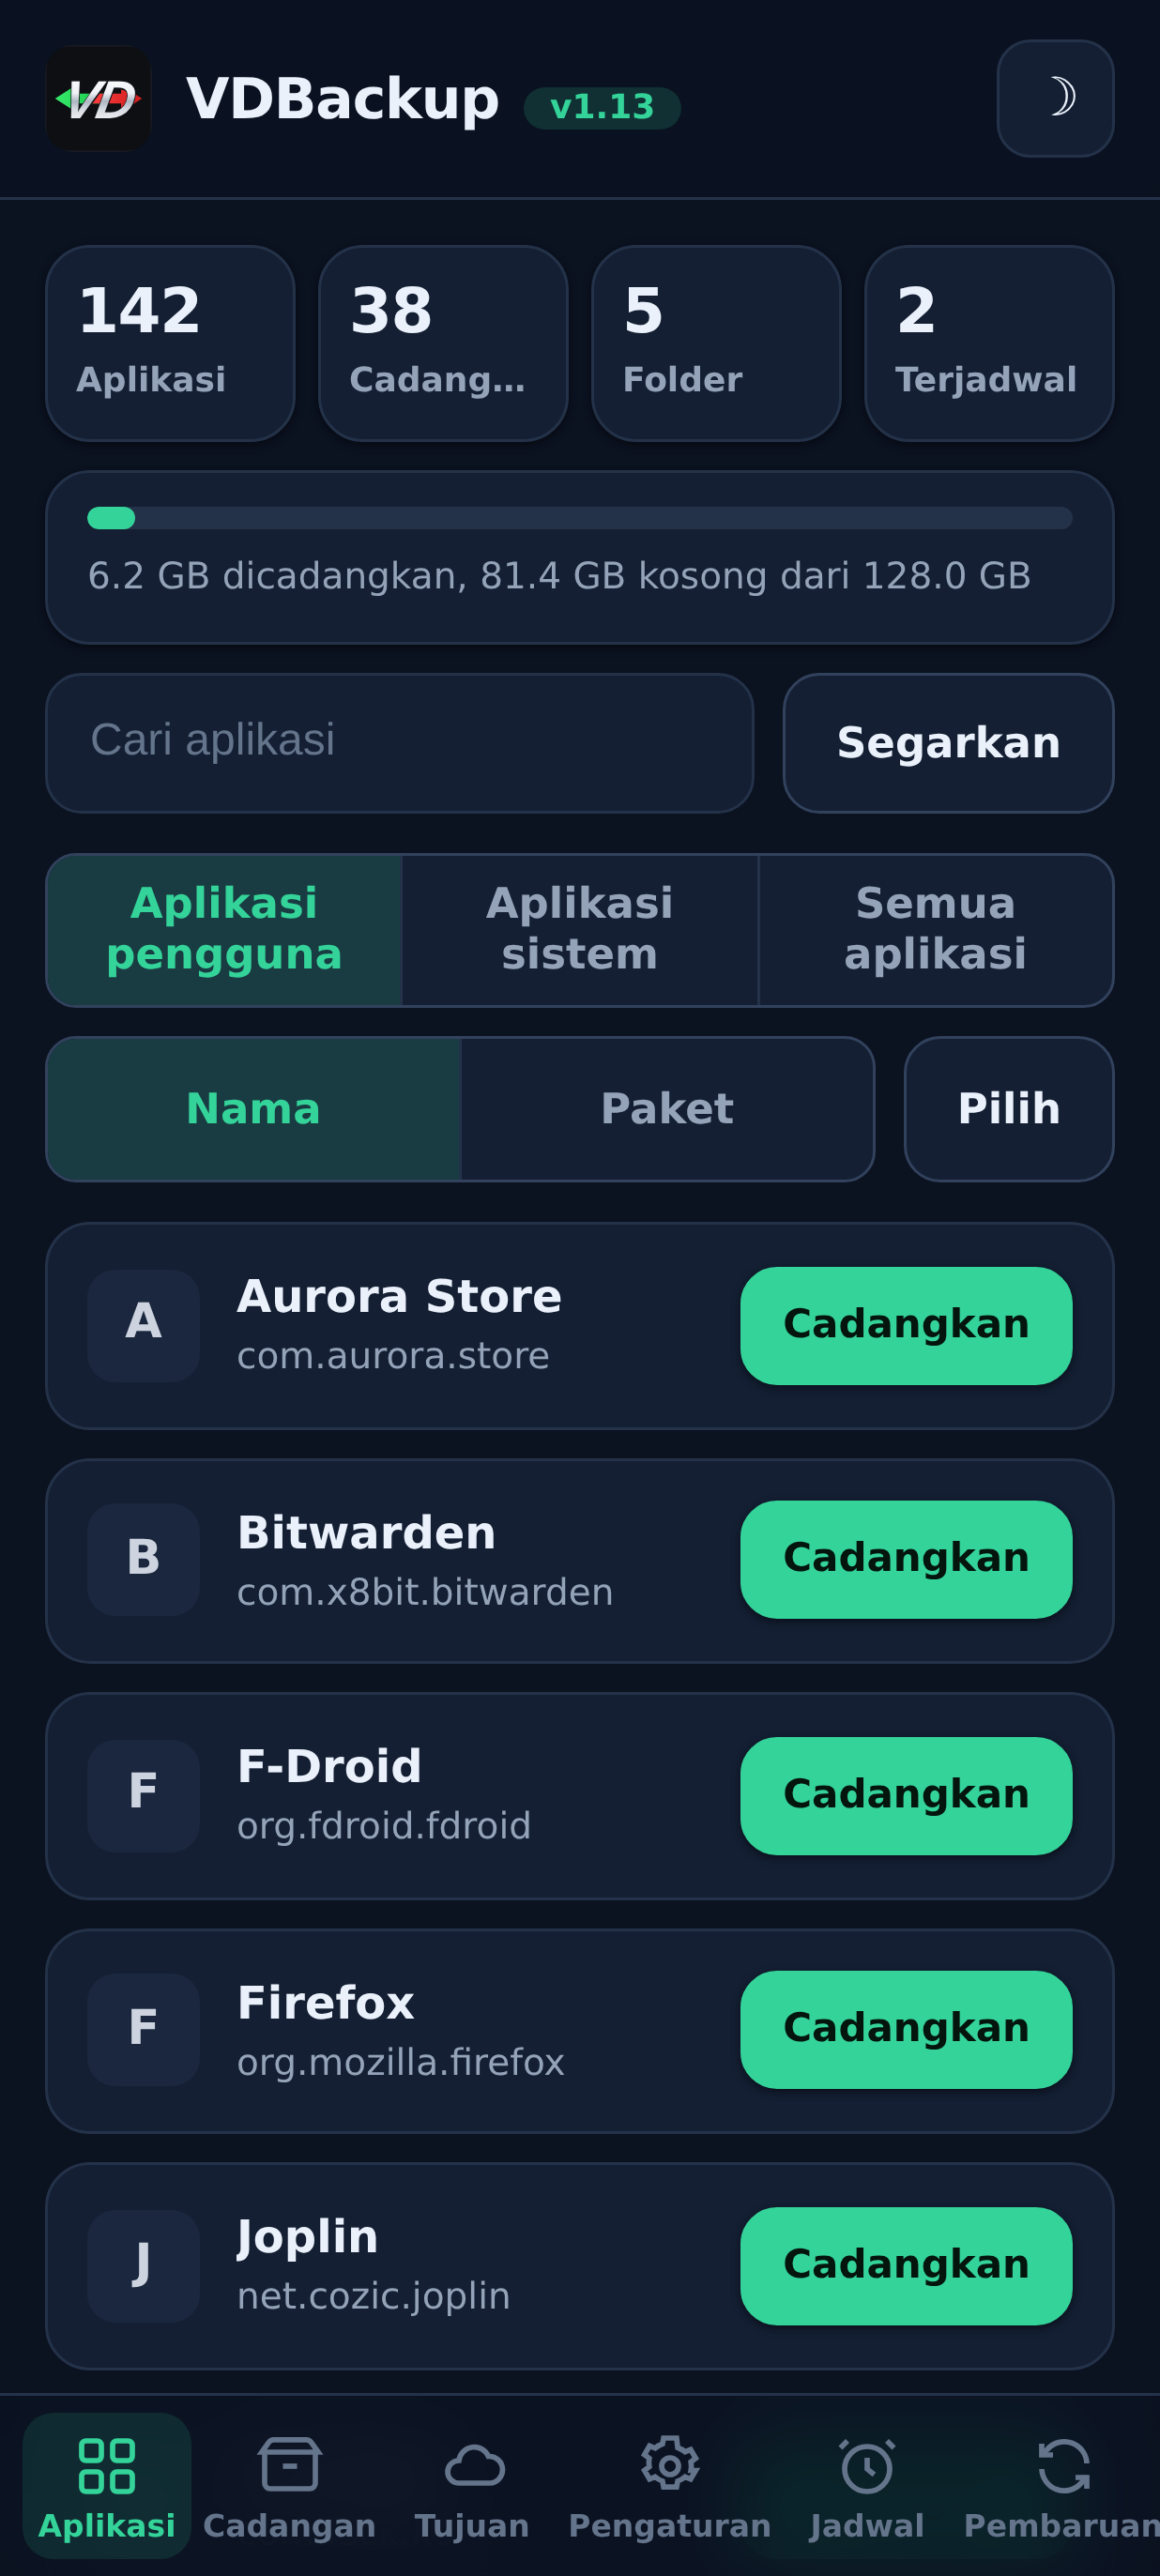 VD
VDBackup v1.13
142 38 5 2
Aplikasi Cadang... Folder Terjadwal
6.2 GB dicadangkan, 81.4 GB kosong dari 128.0 GB
Cari aplikasi Segarkan
Aplikasi pengguna
Aplikasi sistem
Semua aplikasi
Nama Paket Pilih
A
Aurora Store
com.aurora.store
Cadangkan
B
Bitwarden
com.x8bit.bitwarden
Cadangkan
F
F-Droid
org.fdroid.fdroid
Cadangkan
F
Firefox
org.mozilla.firefox
Cadangkan
J
Joplin
net.cozic.joplin
Cadangkan
Aplikasi Cadangan Tujuan Pengaturan Jadwal Pembaruan